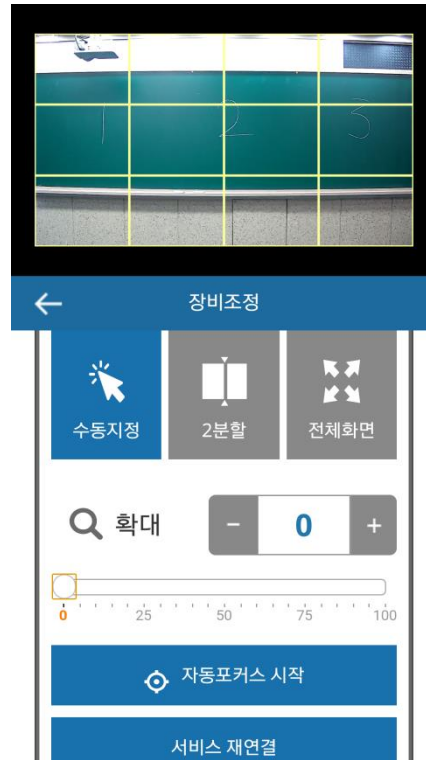 1 2 3
장비조정
수동지정 2분할 전체화면
확대 - 0 +
0 25 50 75 100
자동포커스 시작
서비스 재연결